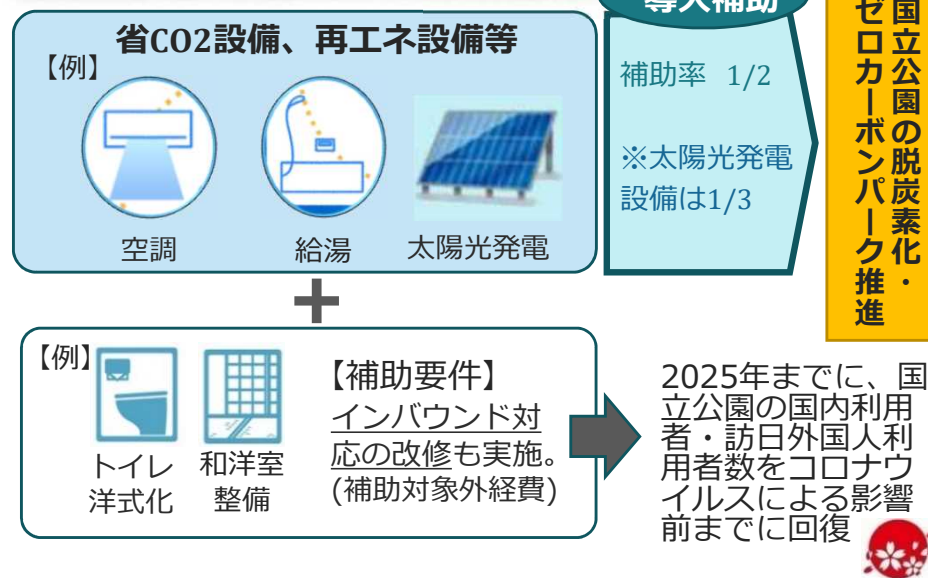 省CO2設備、再エネ設備等
【例】
空調
給湯
太陽光発電
導入補助
補助率 1/2
※太陽光発電
設備は1/3
国立公園の脱炭素化・
ゼロカーボンパーク推進
【例】
トイレ
洋式化
和洋室
整備
【補助要件】
インバウンド対
応の改修も実施。
(補助対象外経費)
2025年までに、国
立公園の国内利用
者・訪日外国人利
用者数をコロナウ
イルスによる影響
前までに回復